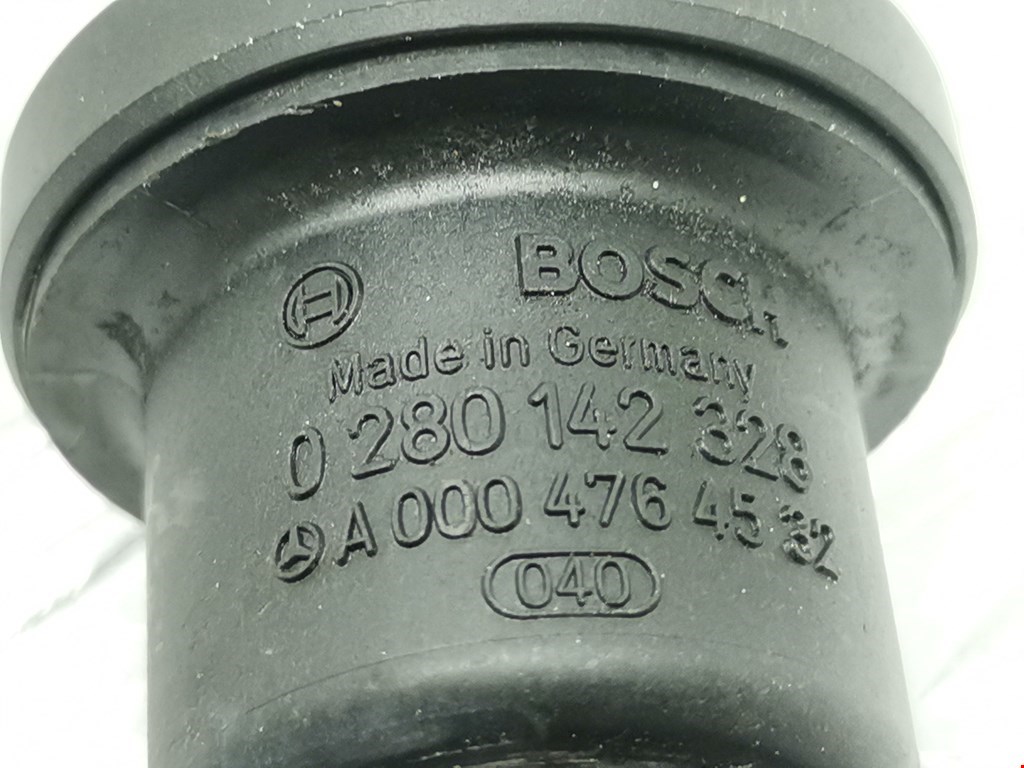 BOSCH
Made in Germany
0 280 142 328
A 000 476 45 32
040